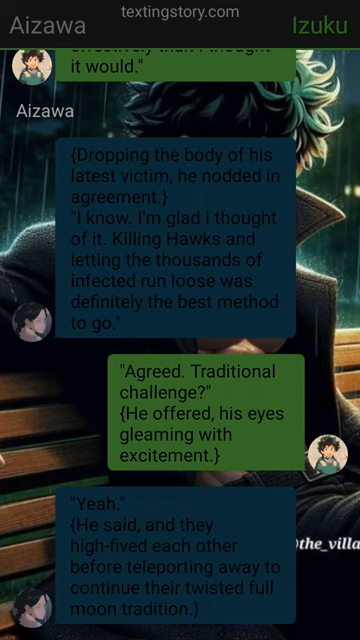 textingstory.com
Aizawa
Izuku
it would."
Aizawa
{Dropping the body of his
latest victim, he nodded in
agreement.}
"I know. I'm glad I thought
of it. Killing Hawks and
letting the thousands of
infected run loose was
definitely the best method
to go."
"Agreed. Traditional
challenge?"
{He offered, his eyes
gleaming with
excitement.}
"Yeah."
{He said, and they
high-fived each other
before teleporting away to
continue their twisted full
moon tradition.}
@the_villa